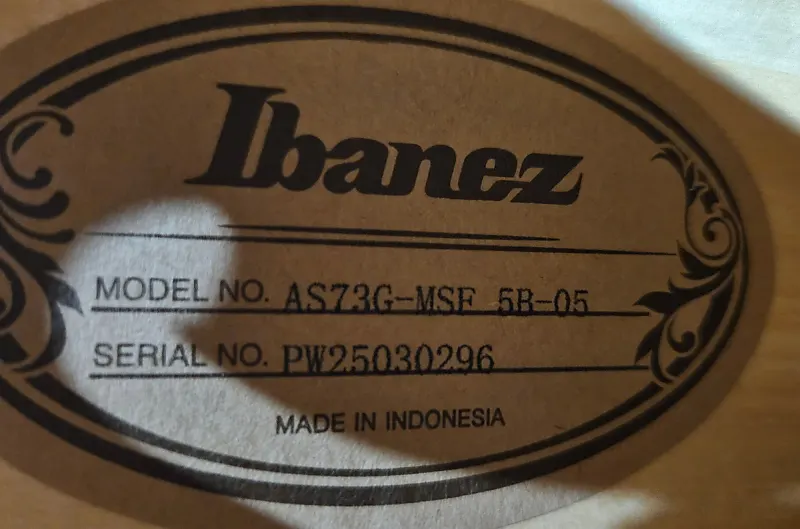 Ibanez
MODEL NO. AS73G-MSF 5B-05
SERIAL NO. PW25030296
MADE IN INDONESIA